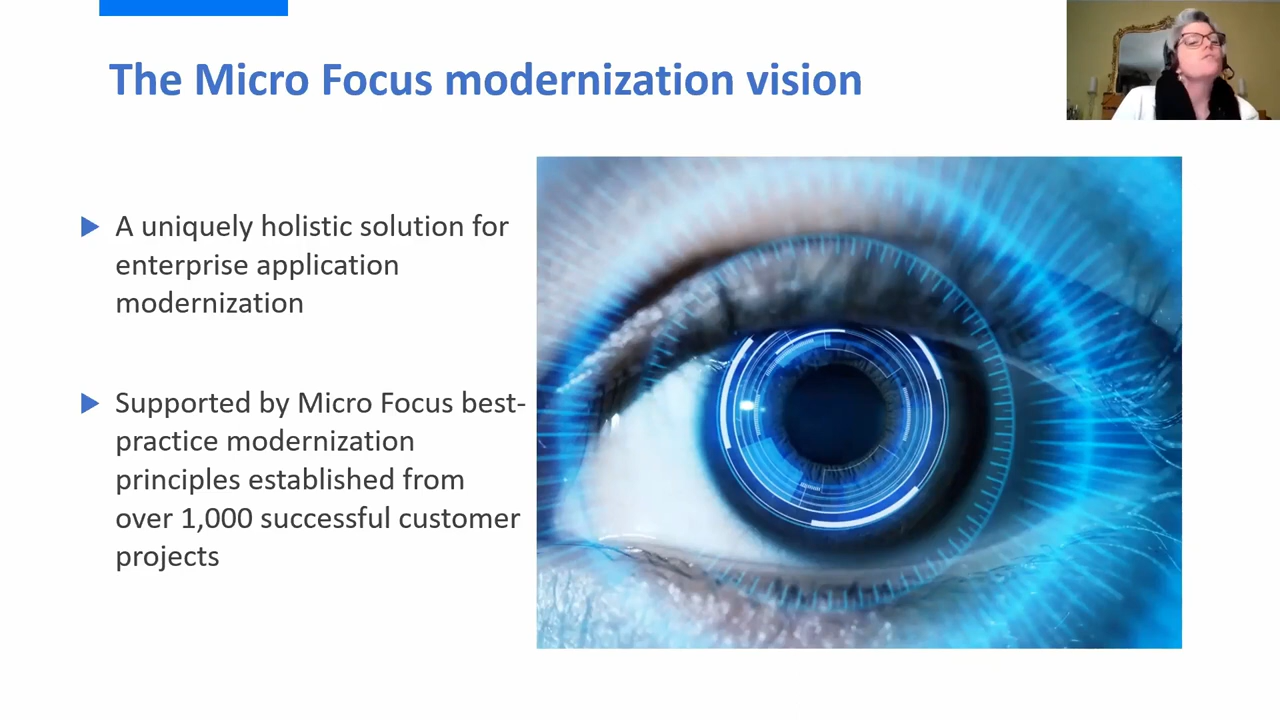 The Micro Focus modernization vision
A uniquely holistic solution for
enterprise application
modernization
Supported by Micro Focus best-
practice modernization
principles established from
over 1,000 successful customer
projects